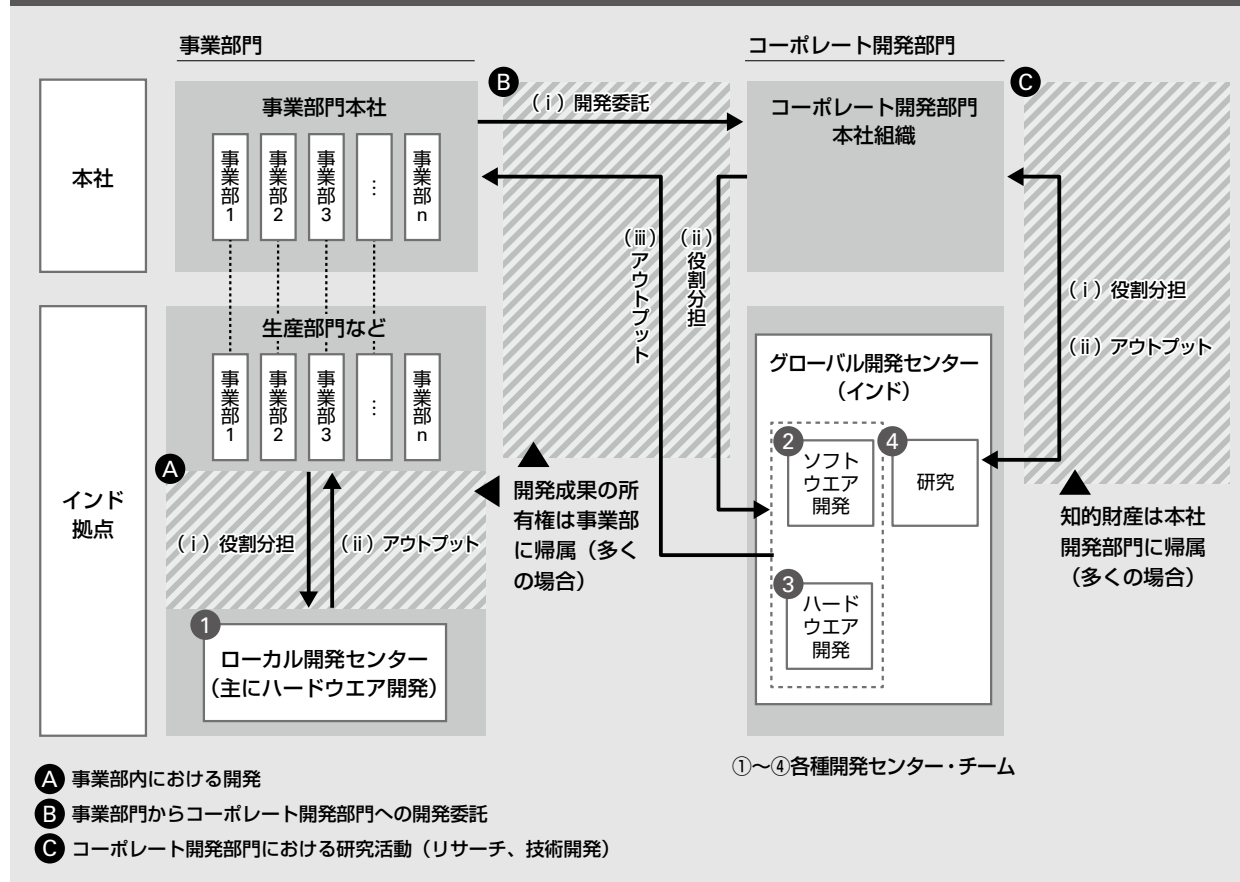 事業部門
コーポレート開発部門
本社
事業部門本社
事業部1
事業部2
事業部3
…
事業部n
B
(ⅰ)開発委託
(ⅲ)アウトプット
(ⅱ)役割分担
コーポレート開発部門
本社組織
C
(ⅰ)役割分担
(ⅱ)アウトプット
インド
拠点
生産部門など
事業部1
事業部2
事業部3
…
事業部n
A
(ⅰ)役割分担
(ⅱ)アウトプット
1
ローカル開発センター
(主にハードウエア開発)
開発成果の所
有権は事業部
に帰属(多く
の場合)
グローバル開発センター
(インド)
2
ソフト
ウエア
開発
4
研究
3
ハード
ウエア
開発
知的財産は本社
開発部門に帰属
(多くの場合)
①〜④各種開発センター・チーム
A 事業部内における開発
B 事業部門からコーポレート開発部門への開発委託
C コーポレート開発部門における研究活動(リサーチ、技術開発)